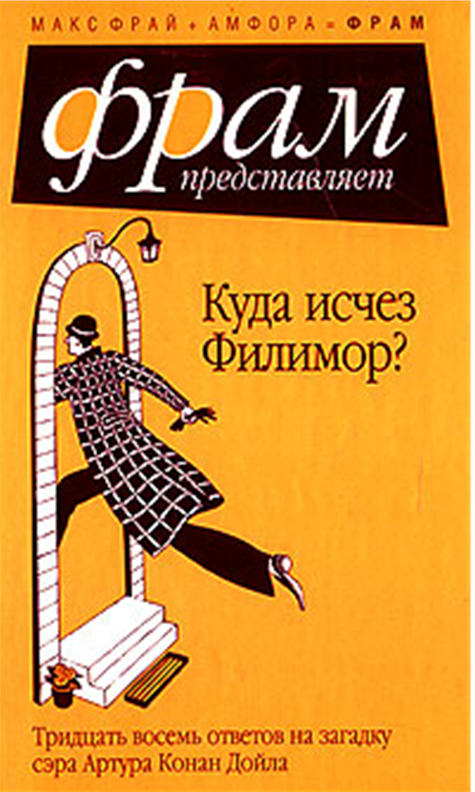 МАКС ФРАЙ + АМФОРА = ФРАМ
фрам
представляет
Куда исчез
Филимор?
Тридцать восемь ответов на загадку
сэра Артура Конан Дойла